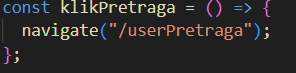 const klikPretraga = () => {
  navigate("/userPretraga");
};